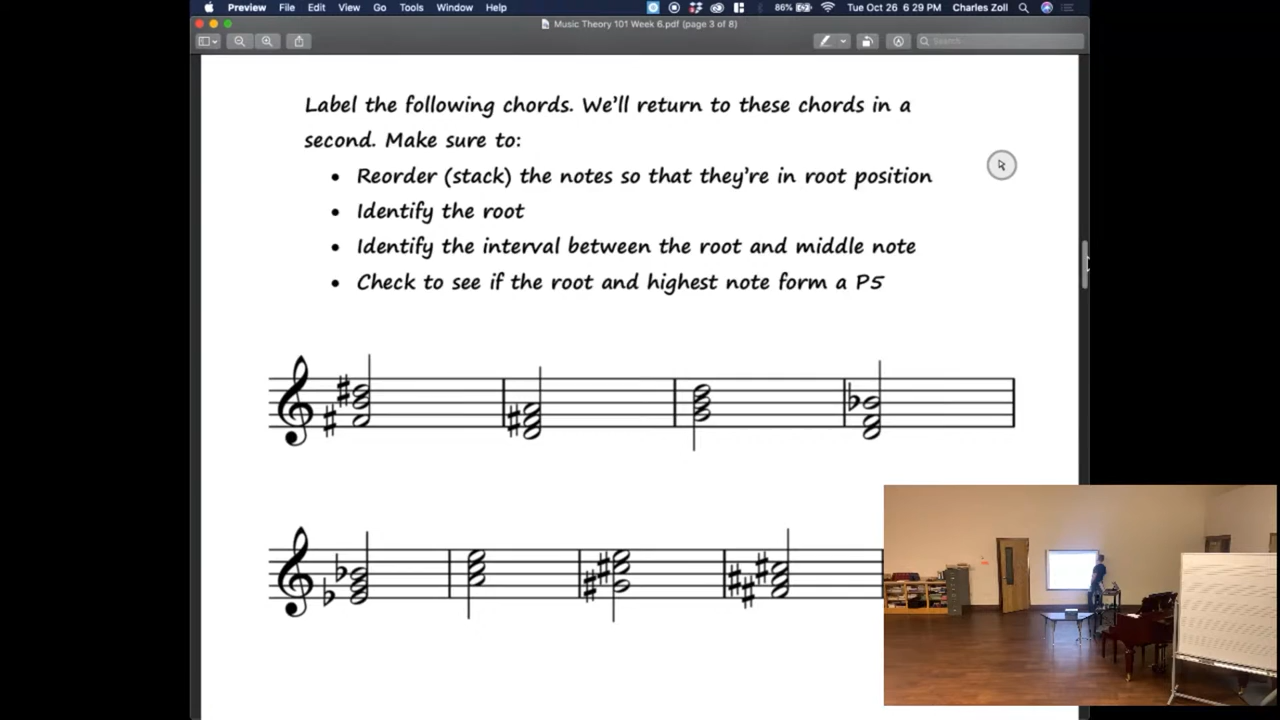 Preview File Edit View Go Tools Window Help 86% Tue Oct 26 6:29 PM Charles Zoll
Music Theory 101 Week 6.pdf (page 3 of 8)
Search
Label the following chords. We'll return to these chords in a
second. Make sure to:
• Reorder (stack) the notes so that they're in root position
• Identify the root
• Identify the interval between the root and middle note
• Check to see if the root and highest note form a P5